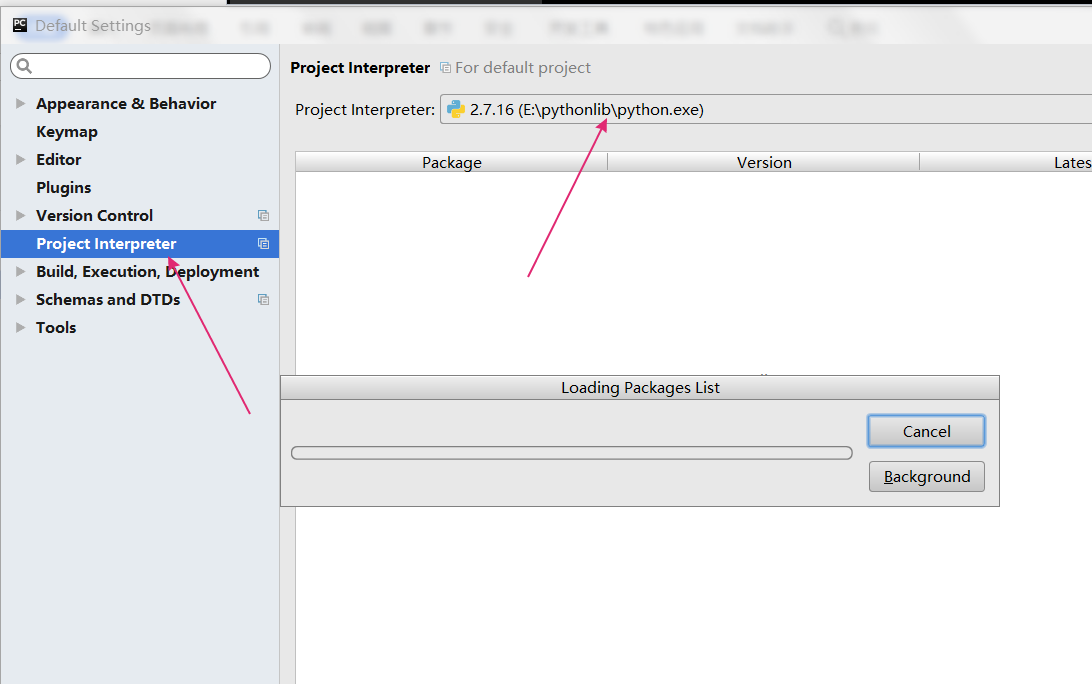 PC Default Settings
Project Interpreter For default project
Project Interpreter: 2.7.16 (E:\pythonlib\python.exe)
Appearance & Behavior
Keymap
Editor
Plugins
Version Control
Project Interpreter
Build, Execution, Deployment
Schemas and DTDs
Tools
Package Version Lates
Loading Packages List
Cancel
Background